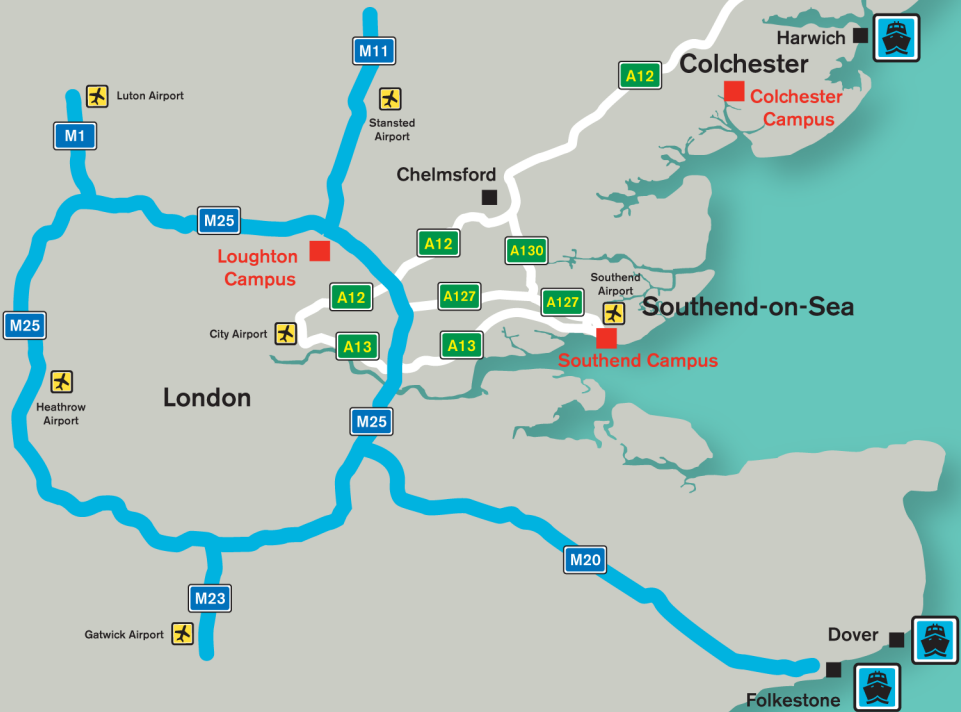 Harwich
M11
Colchester
A12
Luton Airport
Colchester
Campus
Stansted
Airport
M1
Chelmsford
M25
A12
A130
Loughton
Campus
Southend
Airport
A12
A127
A127
Southend-on-Sea
M25
City Airport
A13
A13
Southend Campus
Heathrow
Airport
London
M25
M20
M23
Gatwick Airport
Dover
Folkestone